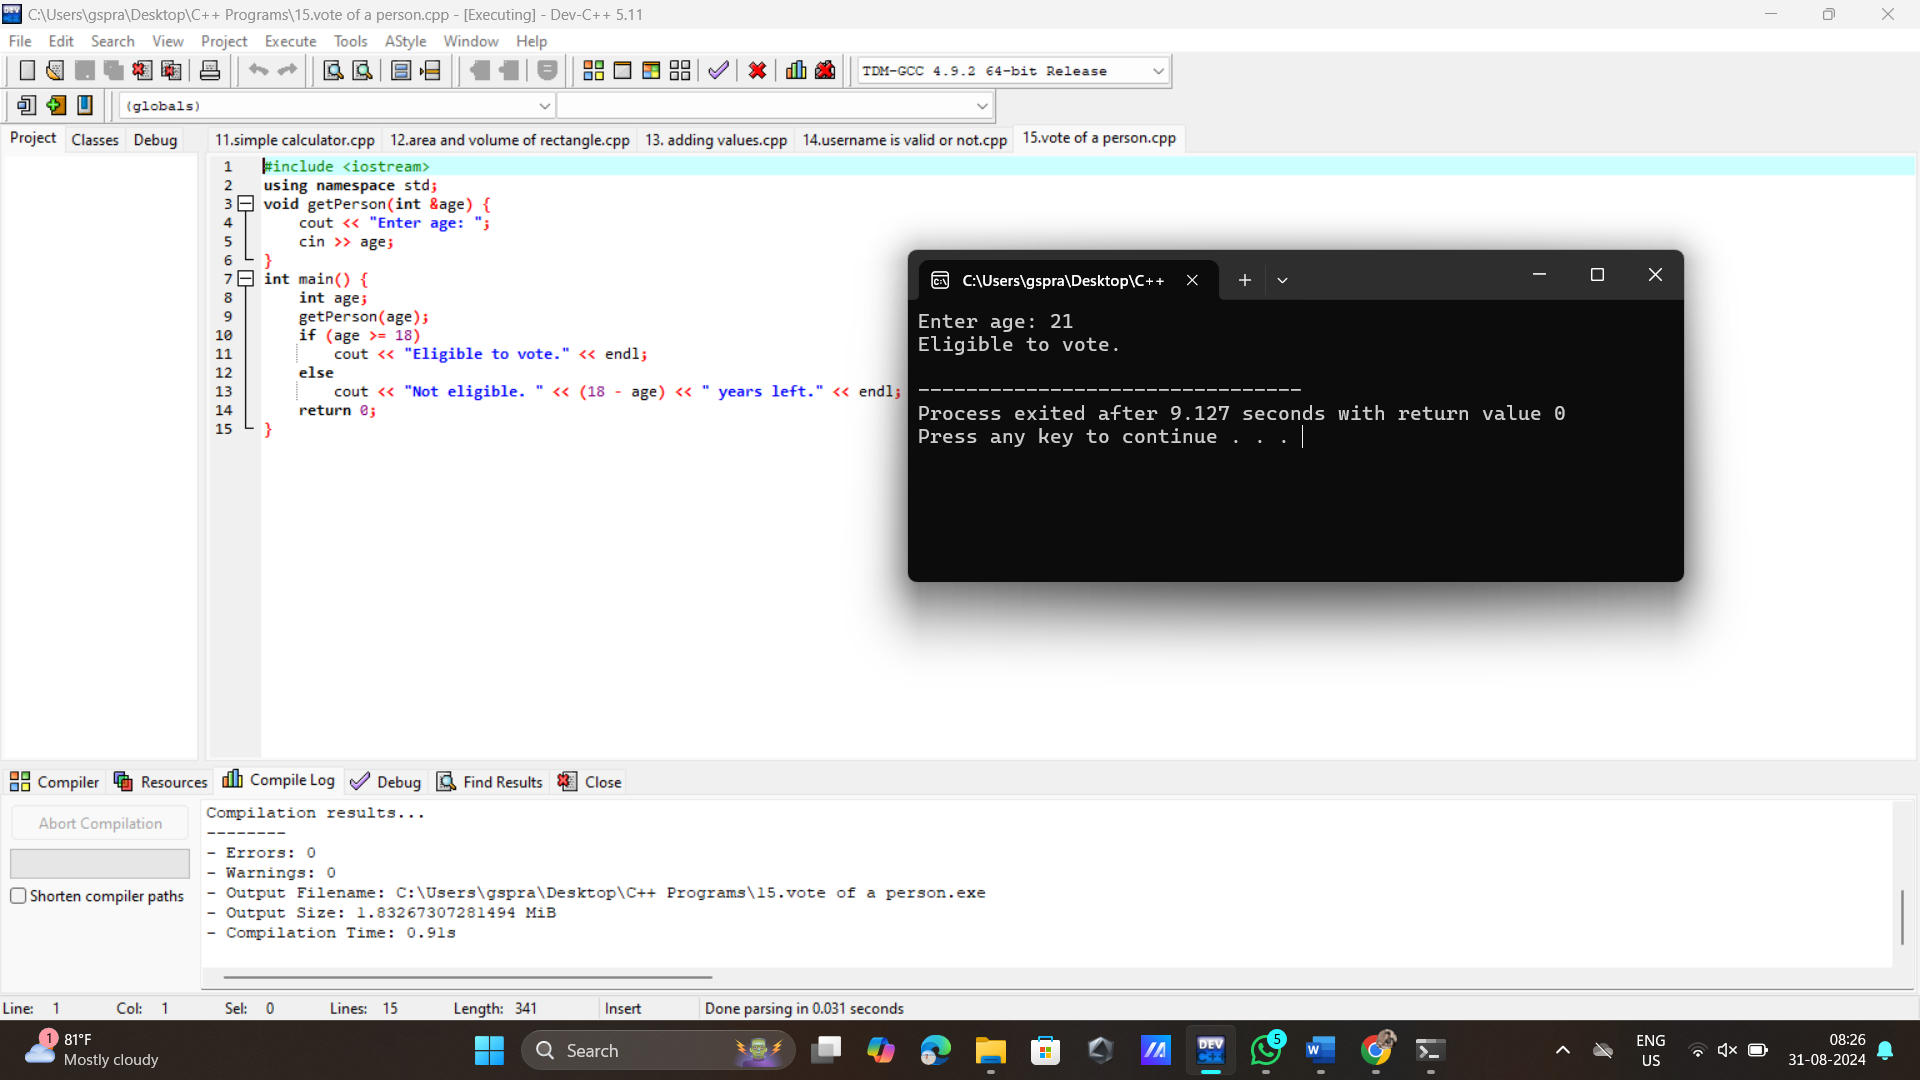 C:\Users\gspra\Desktop\C++ Programs\15.vote of a person.cpp - [Executing] - Dev-C++ 5.11
File Edit Search View Project Execute Tools AStyle Window Help
TDM-GCC 4.9.2 64-bit Release
(globals)
Project Classes Debug
11.simple calculator.cpp 12.area and volume of rectangle.cpp 13. adding values.cpp 14.username is valid or not.cpp 15.vote of a person.cpp
1 #include <iostream>
2 using namespace std;
3 void getPerson(int &age) {
4 cout << "Enter age: ";
5 cin >> age;
6 }
7 int main() {
8 int age;
9 getPerson(age);
10 if (age >= 18)
11 cout << "Eligible to vote." << endl;
12 else
13 cout << "Not eligible. " << (18 - age) << " years left." << endl;
14 return 0;
15 }
C:\Users\gspra\Desktop\C++
Enter age: 21
Eligible to vote.
--------------------------------
Process exited after 9.127 seconds with return value 0
Press any key to continue . . .
Compiler Resources Compile Log Debug Find Results Close
Abort Compilation
Shorten compiler paths
Compilation results...
--------
- Errors: 0
- Warnings: 0
- Output Filename: C:\Users\gspra\Desktop\C++ Programs\15.vote of a person.exe
- Output Size: 1.83267307281494 MiB
- Compilation Time: 0.91s
Line: 1 Col: 1 Sel: 0 Lines: 15 Length: 341 Insert Done parsing in 0.031 seconds
1
81°F
Mostly cloudy
Search
DEV
C++
5
W
ENG
US
08:26
31-08-2024